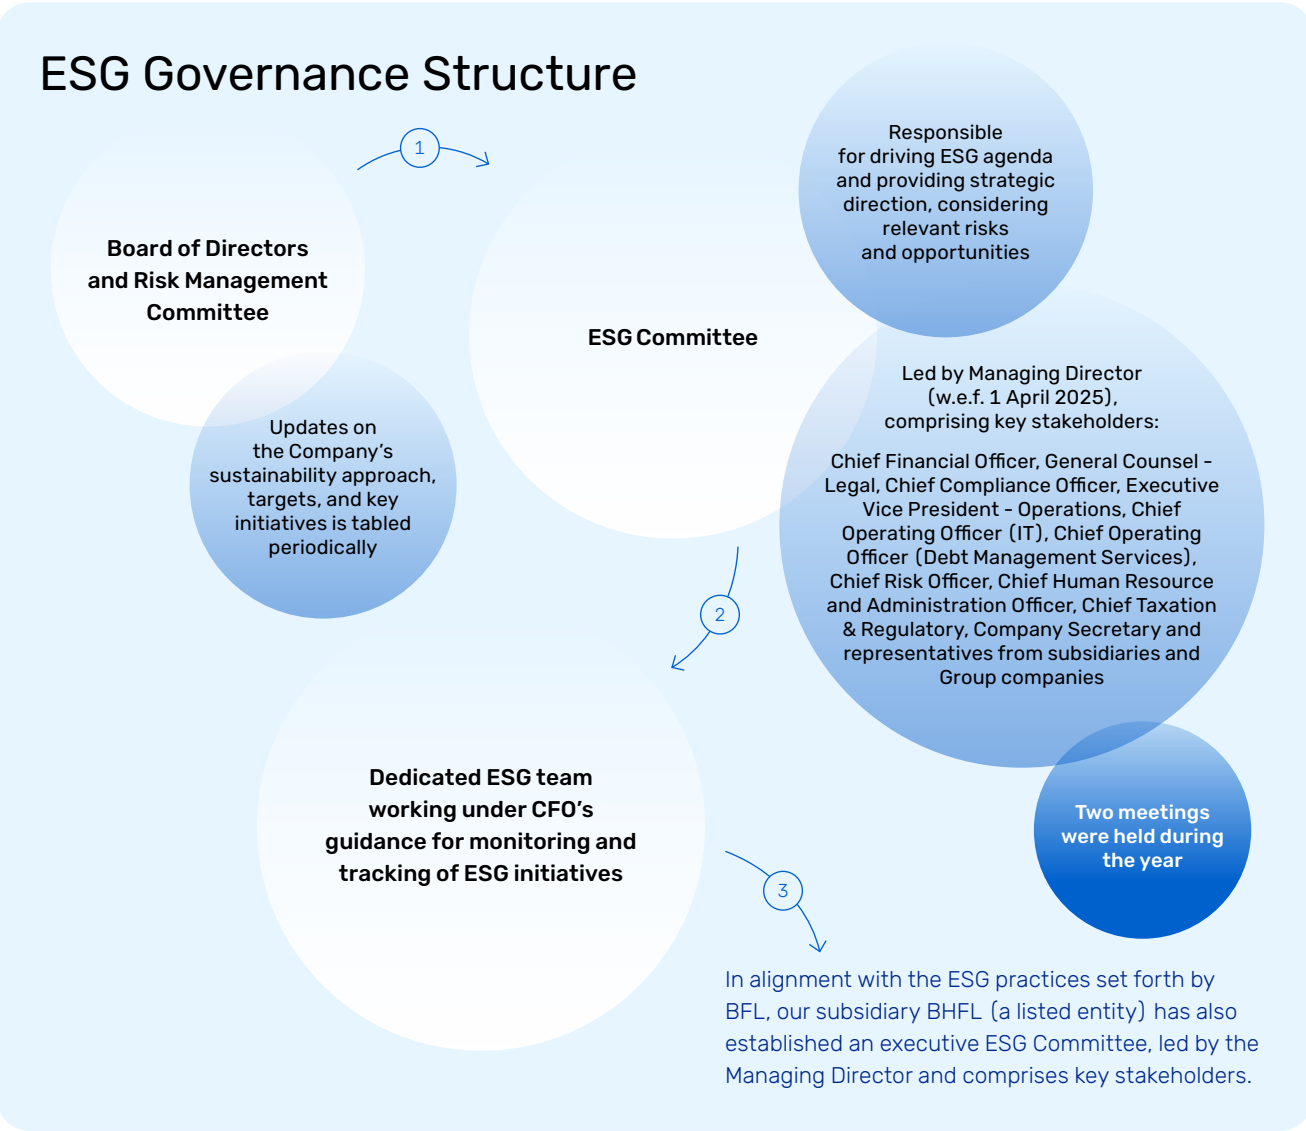 ESG Governance Structure
1
Board of Directors
and Risk Management
Committee
Updates on
the Company’s
sustainability approach,
targets, and key
initiatives is tabled
periodically
ESG Committee
Responsible
for driving ESG agenda
and providing strategic
direction, considering
relevant risks
and opportunities
Led by Managing Director
(w.e.f. 1 April 2025),
comprising key stakeholders:
Chief Financial Officer, General Counsel -
Legal, Chief Compliance Officer, Executive
Vice President - Operations, Chief
Operating Officer (IT), Chief Operating
Officer (Debt Management Services),
Chief Risk Officer, Chief Human Resource
and Administration Officer, Chief Taxation
& Regulatory, Company Secretary and
representatives from subsidiaries and
Group companies
Two meetings
were held during
the year
2
Dedicated ESG team
working under CFO’s
guidance for monitoring and
tracking of ESG initiatives
3
In alignment with the ESG practices set forth by
BFL, our subsidiary BHFL (a listed entity) has also
established an executive ESG Committee, led by the
Managing Director and comprises key stakeholders.